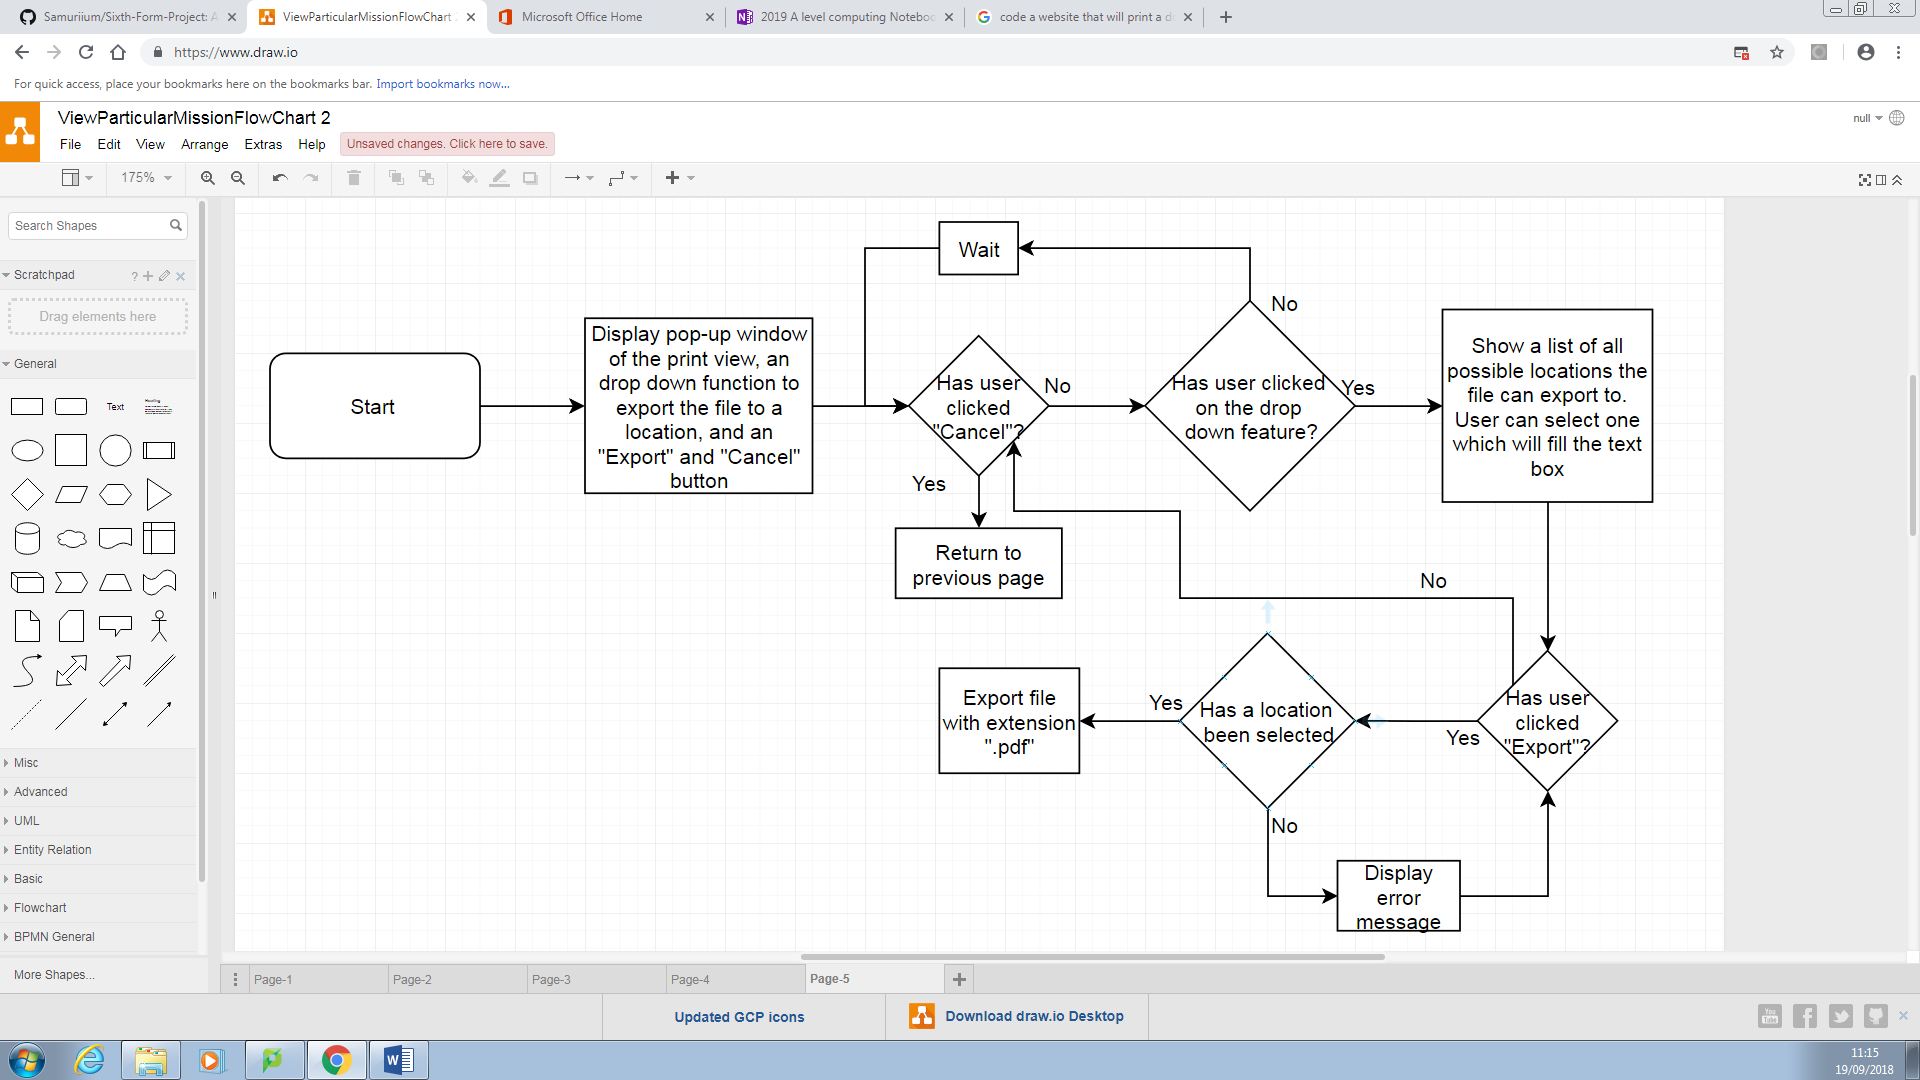 Samuriium/Sixth-Form-Project: A
ViewParticularMissionFlowChart 2
Microsoft Office Home
2019 A level computing Noteboo
code a website that will print a d
https://www.draw.io
For quick access, place your bookmarks here on the bookmarks bar. Import bookmarks now...
ViewParticularMissionFlowChart 2
null
File Edit View Arrange Extras Help Unsaved changes. Click here to save.
175%
Search Shapes
Scratchpad
?
Drag elements here
General
Text
Heading
Misc
Advanced
UML
Entity Relation
Basic
Flowchart
BPMN General
More Shapes...
Start
Display pop-up window
of the print view, an
drop down function to
export the file to a
location, and an
"Export" and "Cancel"
button
Wait
Has user
clicked
"Cancel"?
No
Yes
Return to
previous page
Has user clicked
on the drop
down feature?
No
Yes
Show a list of all
possible locations the
file can export to.
User can select one
which will fill the text
box
No
Has user
clicked
"Export"?
Yes
Has a location
been selected
Yes
Export file
with extension
".pdf"
No
Display
error
message
Page-1
Page-2
Page-3
Page-4
Page-5
Updated GCP icons
Download draw.io Desktop
You
Tube
11:15
19/09/2018